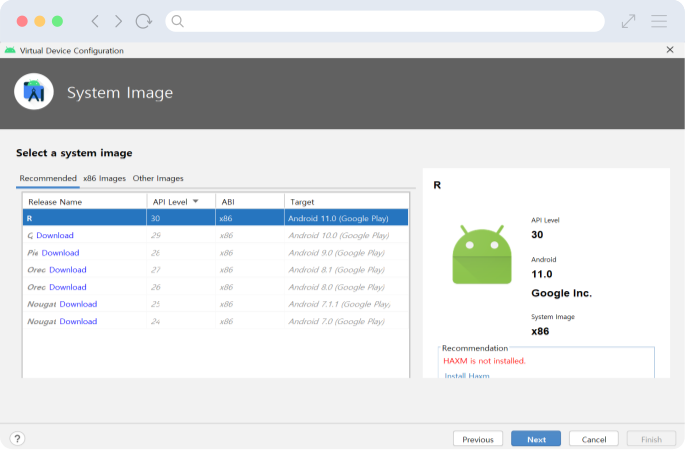 Virtual Device Configuration
System Image
Select a system image
Recommended x86 Images Other Images
Release Name API Level ABI Target
R 30 x86 Android 11.0 (Google Play)
Q Download 29 x86 Android 10.0 (Google Play)
Pie Download 28 x86 Android 9.0 (Google Play)
Oreo Download 27 x86 Android 8.1 (Google Play)
Oreo Download 26 x86 Android 8.0 (Google Play)
Nougat Download 25 x86 Android 7.1.1 (Google Play)
Nougat Download 24 x86 Android 7.0 (Google Play)
R
API Level
30
Android
11.0
Google Inc.
System Image
x86
Recommendation
HAXM is not installed.
Install Haxm
? Previous Next Cancel Finish